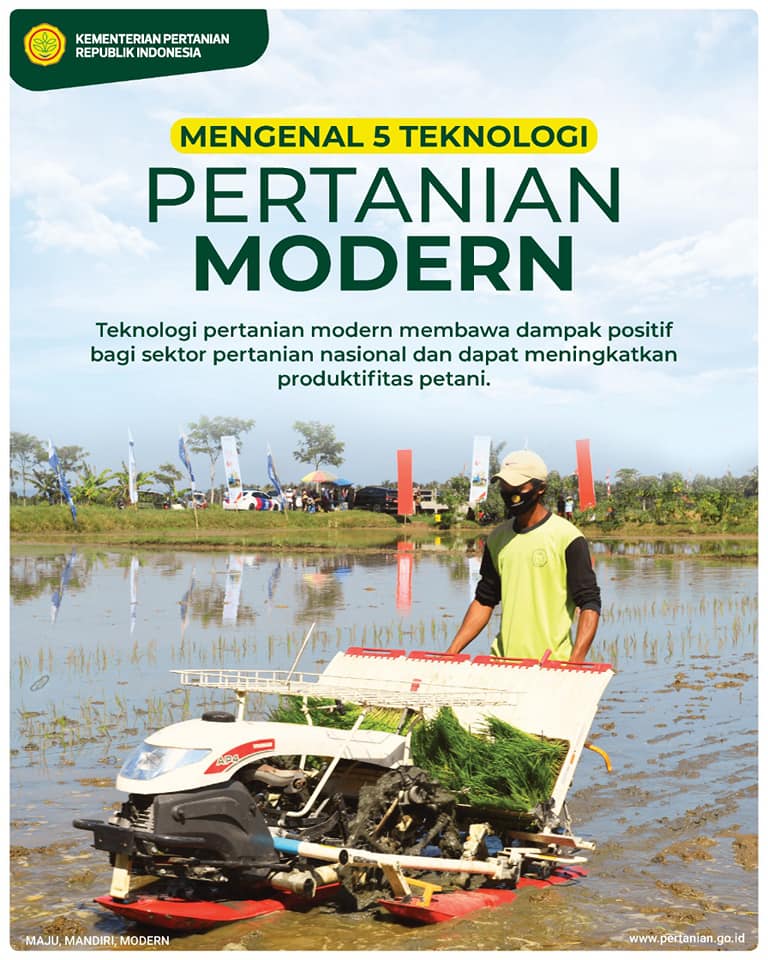 KEMENTERIAN PERTANIAN
REPUBLIK INDONESIA
MENGENAL 5 TEKNOLOGI
PERTANIAN
MODERN
Teknologi pertanian modern membawa dampak positif
bagi sektor pertanian nasional dan dapat meningkatkan
produktifitas petani.
AP4
MAJU, MANDIRI, MODERN
www.pertanian.go.id